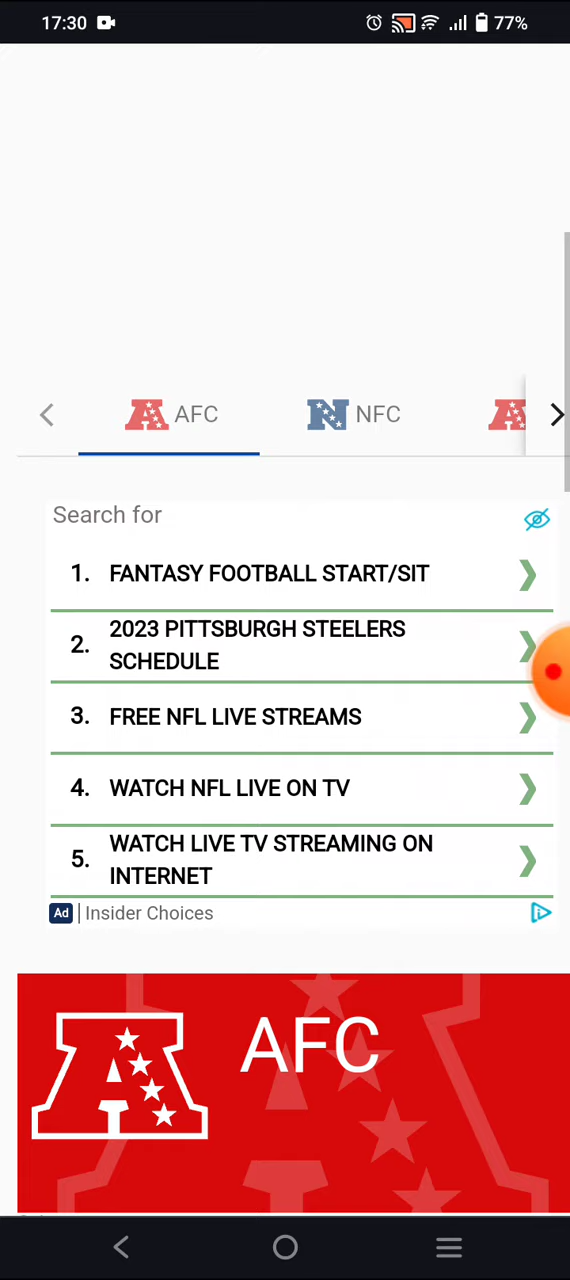 17:30 77%
AFC NFC
Search for
1. FANTASY FOOTBALL START/SIT
2. 2023 PITTSBURGH STEELERS
SCHEDULE
3. FREE NFL LIVE STREAMS
4. WATCH NFL LIVE ON TV
5. WATCH LIVE TV STREAMING ON
INTERNET
Ad | Insider Choices
AFC